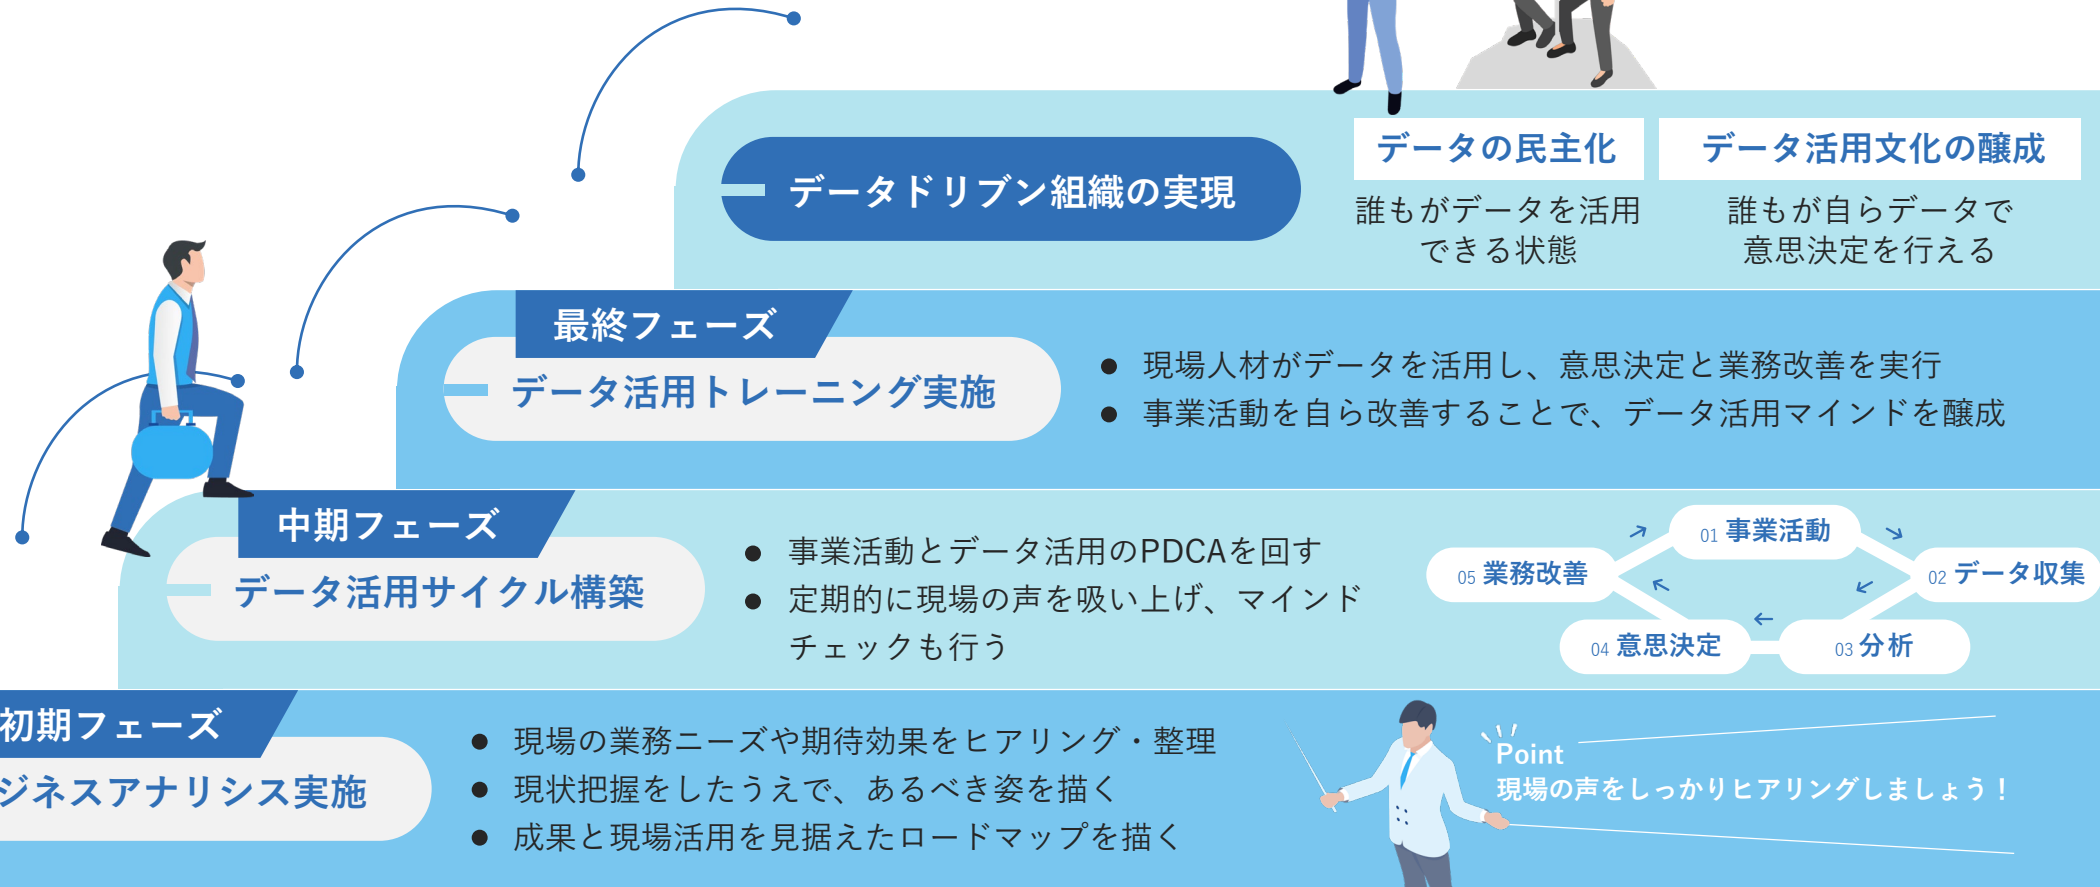 データドリブン組織の実現
データの民主化
誰もがデータを活用
できる状態
データ活用文化の醸成
誰もが自らデータで
意思決定を行える
最終フェーズ
データ活用トレーニング実施
現場人材がデータを活用し、意思決定と業務改善を実行
事業活動を自ら改善することで、データ活用マインドを醸成
中期フェーズ
データ活用サイクル構築
事業活動とデータ活用のPDCAを回す
定期的に現場の声を吸い上げ、マインド
チェックも行う
01 事業活動
02 データ収集
03 分析
04 意思決定
05 業務改善
初期フェーズ
ジネスアナリシス実施
現場の業務ニーズや期待効果をヒアリング・整理
現状把握をしたうえで、あるべき姿を描く
成果と現場活用を見据えたロードマップを描く
Point
現場の声をしっかりヒアリングしましょう！